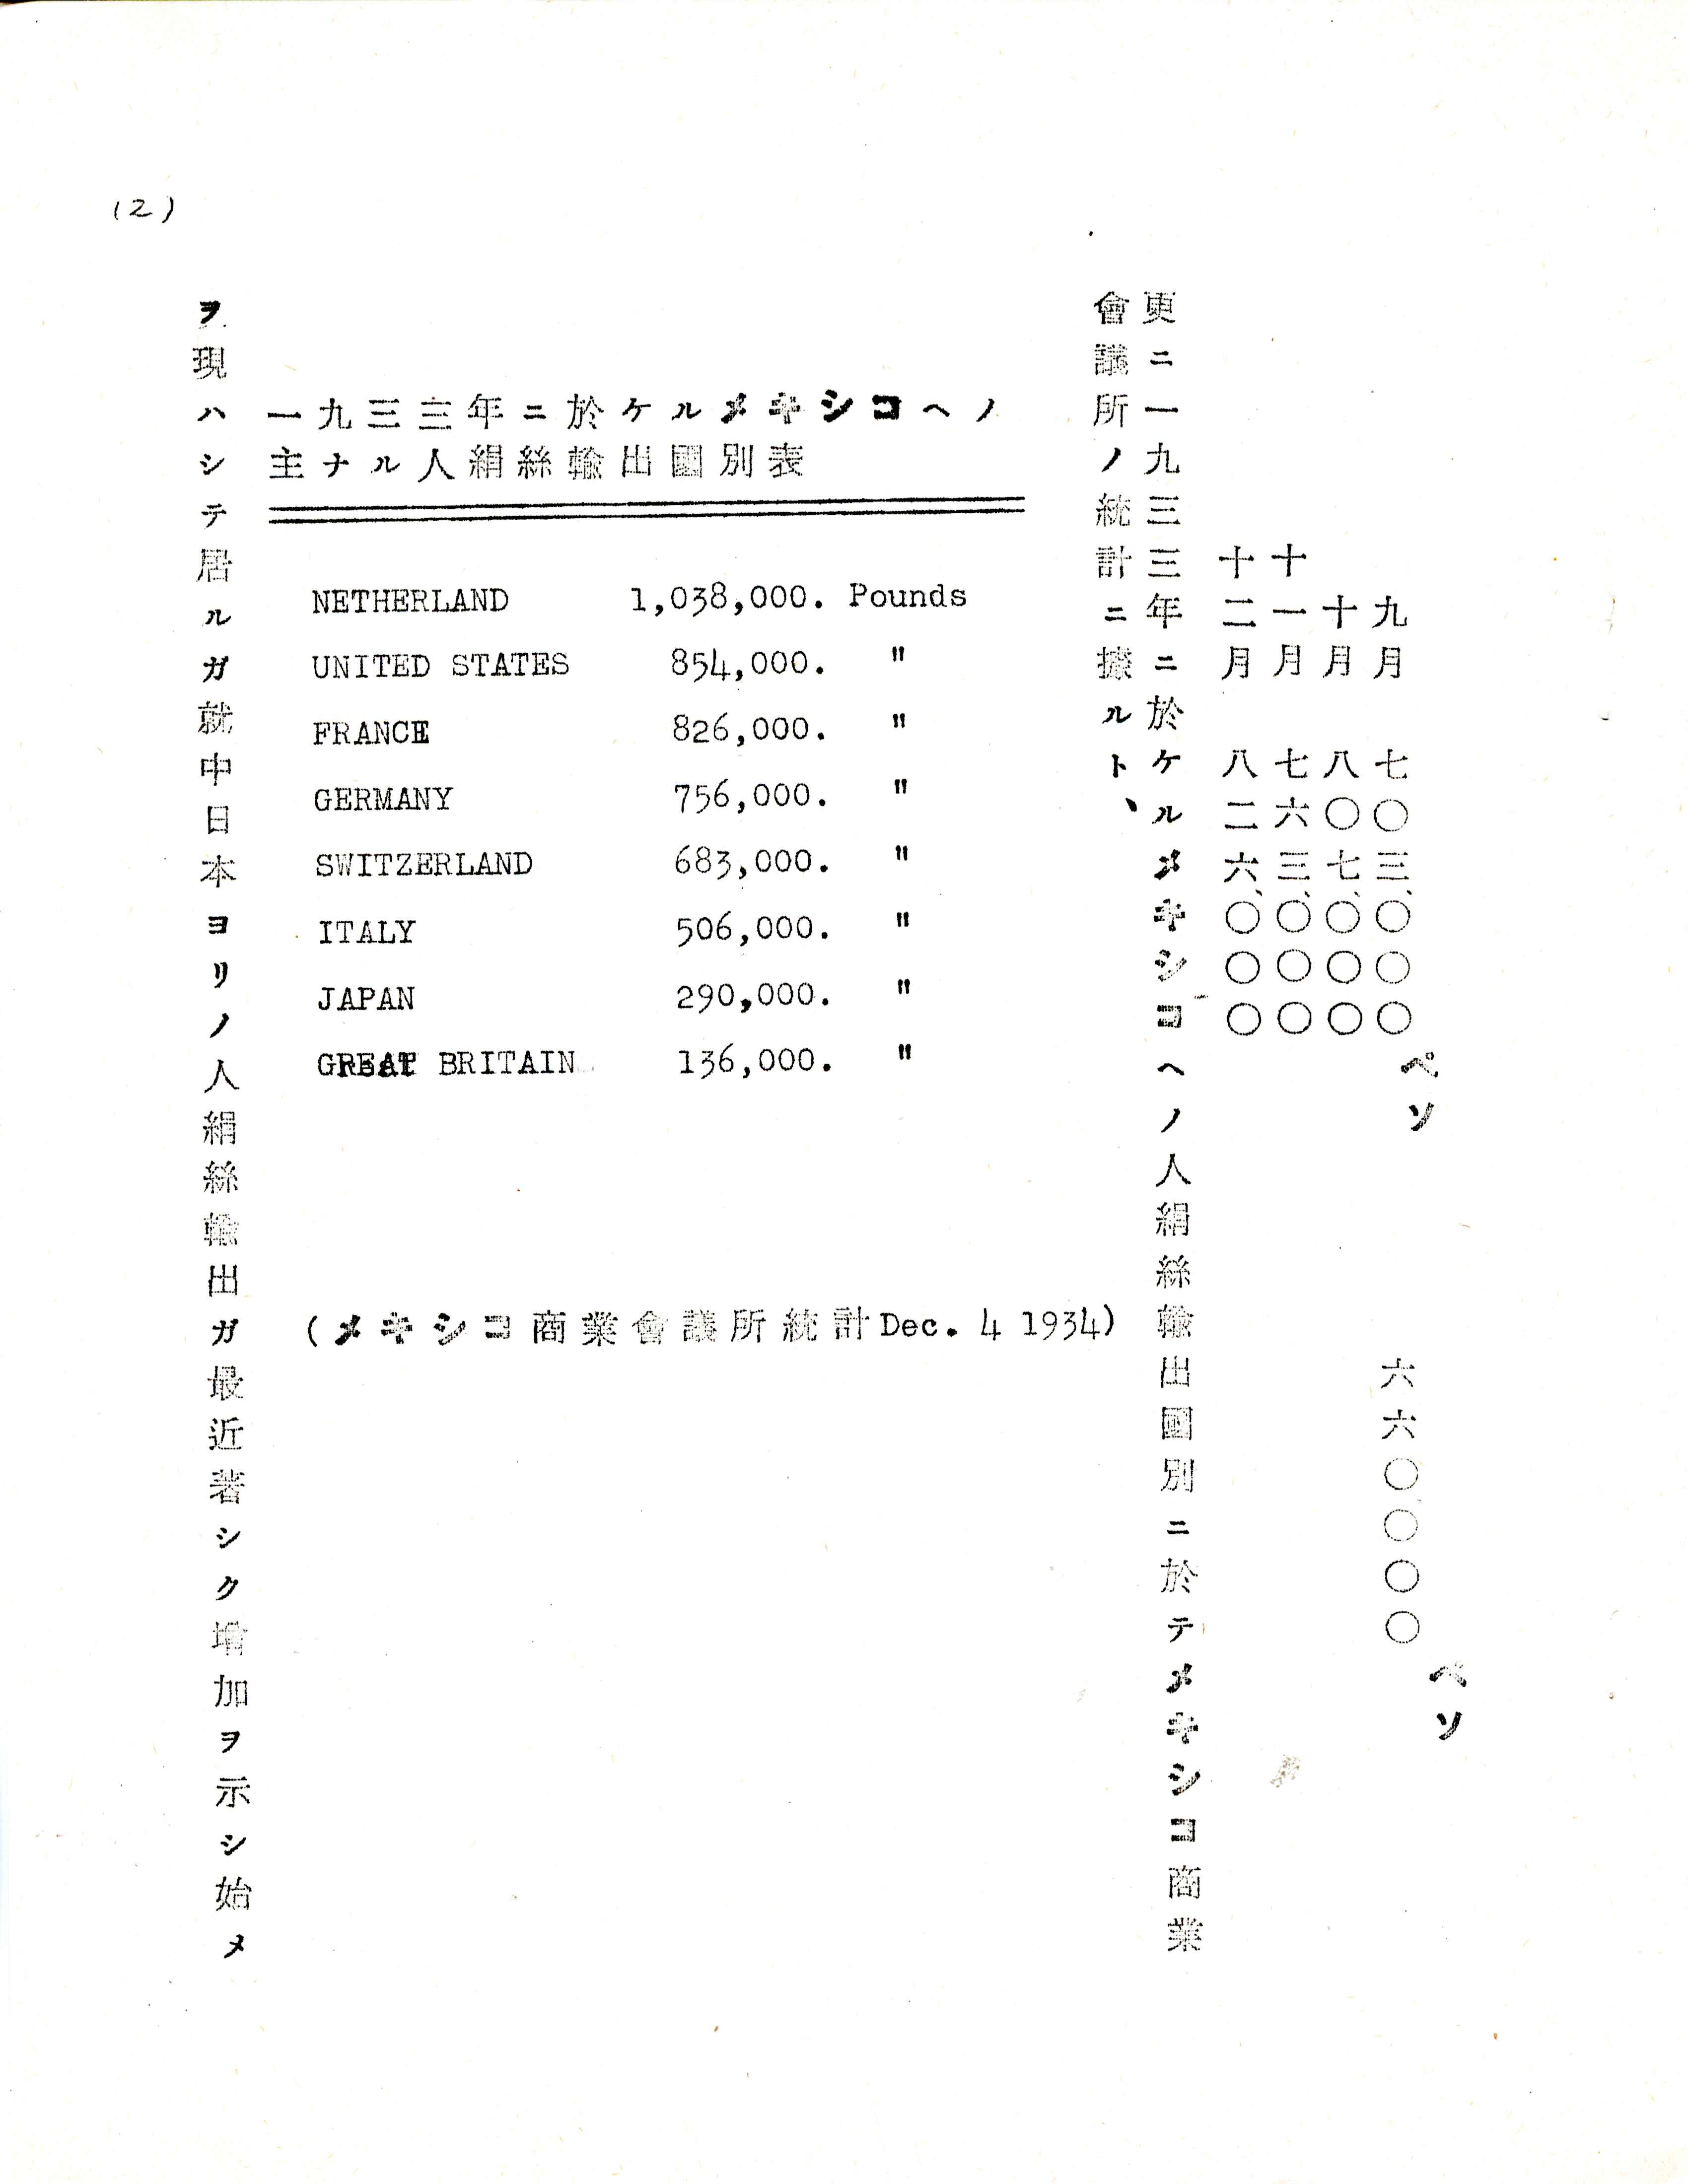 (2)
九月　七〇三、〇〇〇ペソ　六六〇〇〇〇ペソ
十月　八〇七、〇〇〇
十一月　七六三、〇〇〇
十二月　八二六、〇〇〇
更ニ一九三三年ニ於ケルメキシコヘノ人絹絲輸出國別ニ於テメキシコ商業
會議所ノ統計ニ據ルト、
一九三三年ニ於ケルメキシコヘノ
主ナル人絹絲輸出國別表
NETHERLAND 1,038,000. Pounds
UNITED STATES 854,000. "
FRANCE 826,000. "
GERMANY 756,000. "
SWITZERLAND 683,000. "
ITALY 506,000. "
JAPAN 290,000. "
GREAT BRITAIN 136,000. "
(メキシコ商業會議所統計Dec. 4 1934)
ヲ現ハシテ居ルガ就中日本ヨリノ人絹絲輸出ガ最近著シク増加ヲ示シ始メ